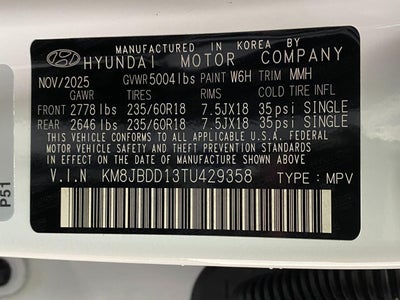 MANUFACTURED IN KOREA BY
HYUNDAI MOTOR COMPANY
NOV/2025 GVWR 5004 lbs PAINT W6H TRIM MMH
GAWR TIRES RIMS COLD TIRE INFL
FRONT 2778 lbs 235/60R18 7.5JX18 35psi SINGLE
REAR 2646 lbs 235/60R18 7.5JX18 35psi SINGLE
THIS VEHICLE CONFORMS TO ALL APPLICABLE U.S.A. FEDERAL
MOTOR VEHICLE SAFETY AND THEFT PREVENTION STANDARDS
IN EFFECT ON THE DATE OF MANUFACTURE SHOWN ABOVE.
V.I.N KM8JBDD13TU429358 TYPE: MPV
P51